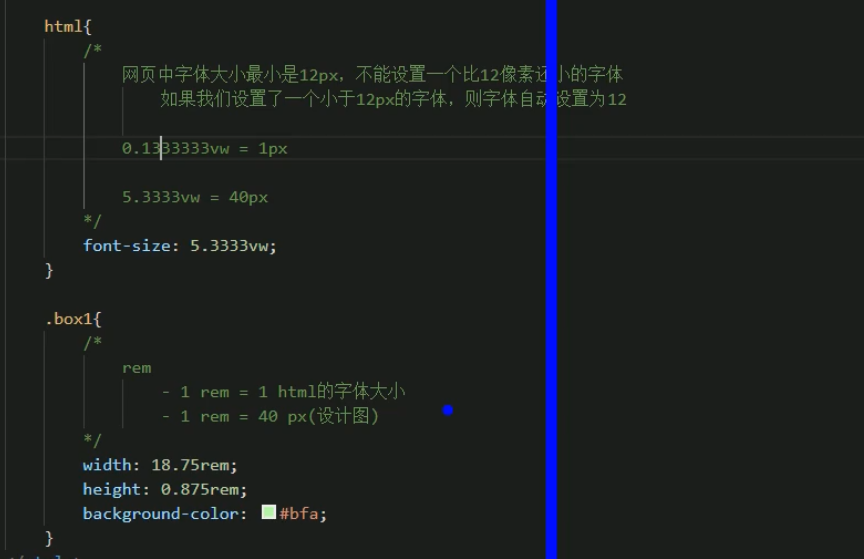 html{
/*
网页中字体大小最小是12px，不能设置一个比12像素还小的字体
如果我们设置了一个小于12px的字体，则字体自动设置为12
0.1333333vw = 1px
5.3333vw = 40px
*/
font-size: 5.3333vw;
}
.box1{
/*
rem
- 1 rem = 1 html的字体大小
- 1 rem = 40 px(设计图)
*/
width: 18.75rem;
height: 0.875rem;
background-color: #bfa;
}